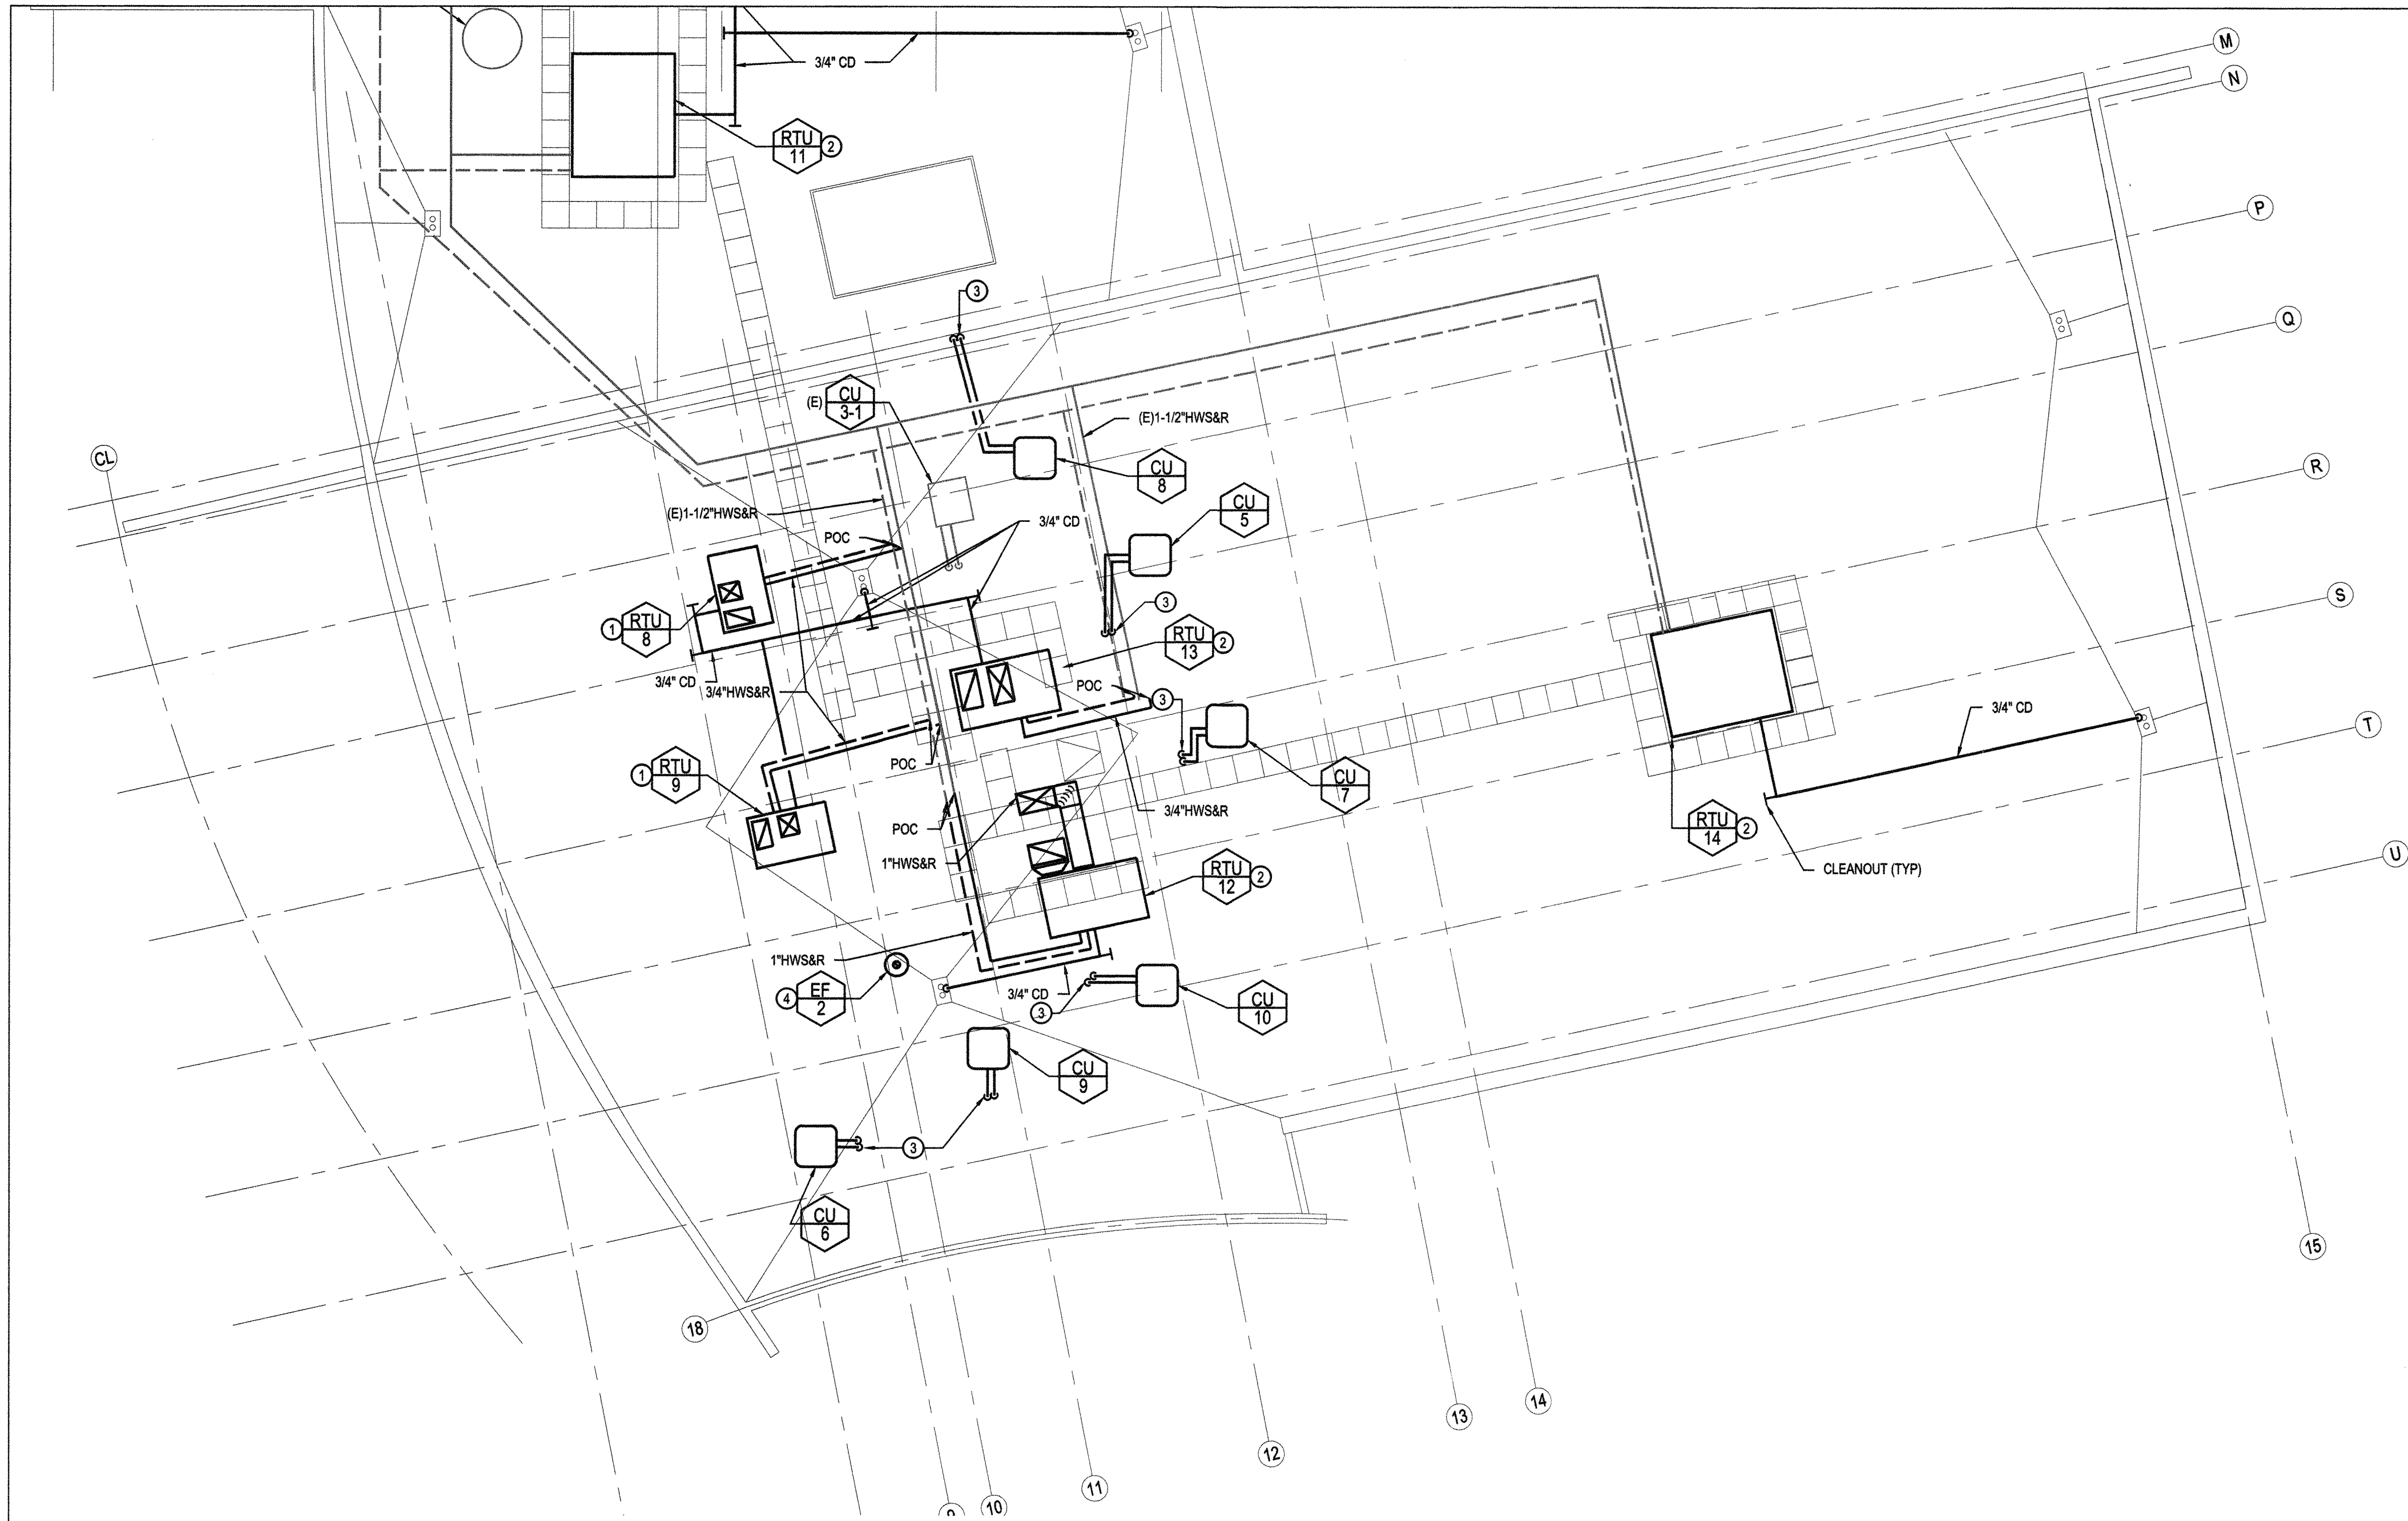 M
N
3/4" CD
RTU
11
2
P
3
Q
(E)
CU
3-1
(E)1-1/2"HWS&R
CL
CU
8
R
(E)1-1/2"HWS&R
CU
5
3/4" CD
POC
S
3
1
RTU
8
RTU
13
2
3/4" CD
3/4"HWS&R
POC
3
3/4" CD
T
POC
1
RTU
9
CU
7
3/4"HWS&R
POC
RTU
14
2
1"HWS&R
U
CLEANOUT (TYP)
RTU
12
2
1"HWS&R
4
EF
2
3/4" CD
3
CU
10
CU
9
3
CU
6
15
18
14
13
12
11
10
9